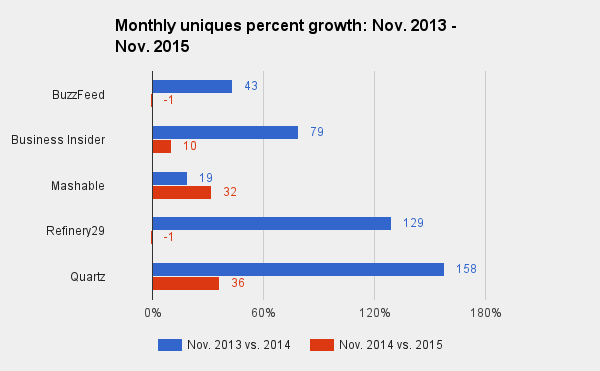 Monthly uniques percent growth: Nov. 2013 -
Nov. 2015
BuzzFeed
43
-1
Business Insider
79
10
Mashable
19
32
Refinery29
129
-1
Quartz
158
36
0%
60%
120%
180%
Nov. 2013 vs. 2014
Nov. 2014 vs. 2015